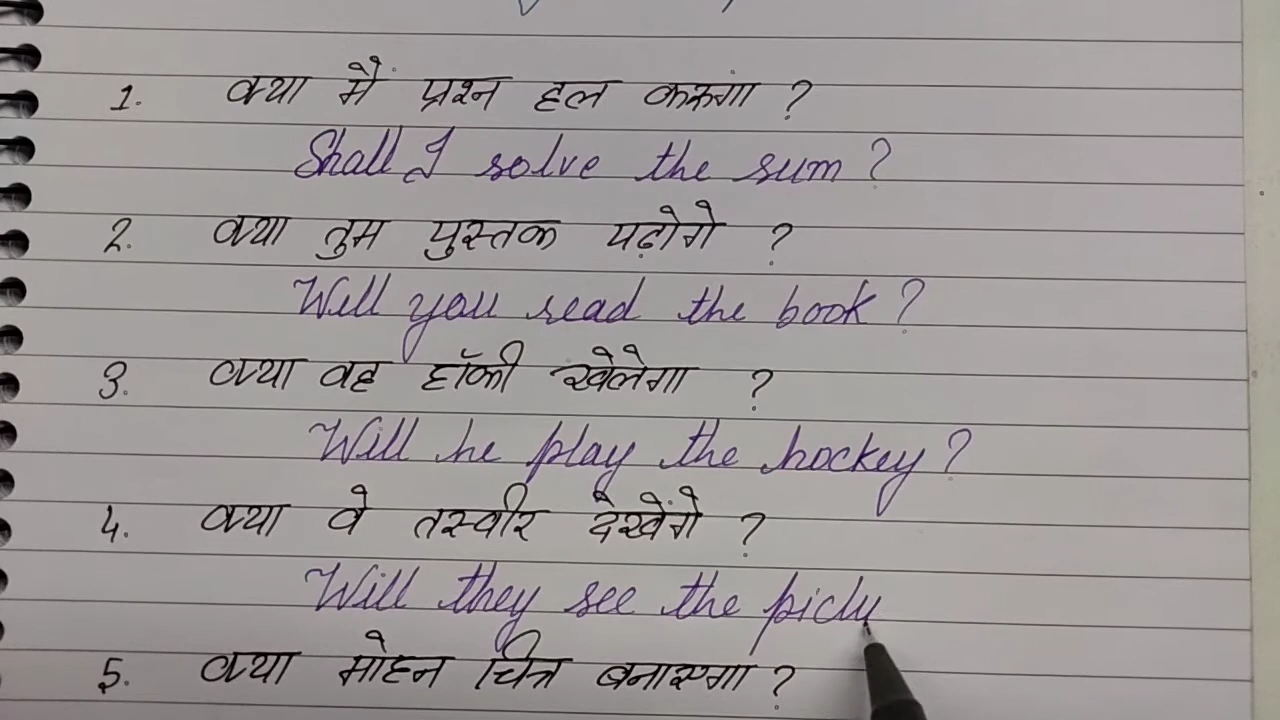 1. क्या मैं प्रश्न हल करूंगा ?
Shall I solve the sum ?
2. क्या तुम पुस्तक पढ़ोगे ?
Will you read the book ?
3. क्या वह हॉकी खेलेगा ?
Will he play the hockey ?
4. क्या वे तस्वीर देखेंगे ?
Will they see the pictu
5. क्या मोहन चित्र बनाएगा ?